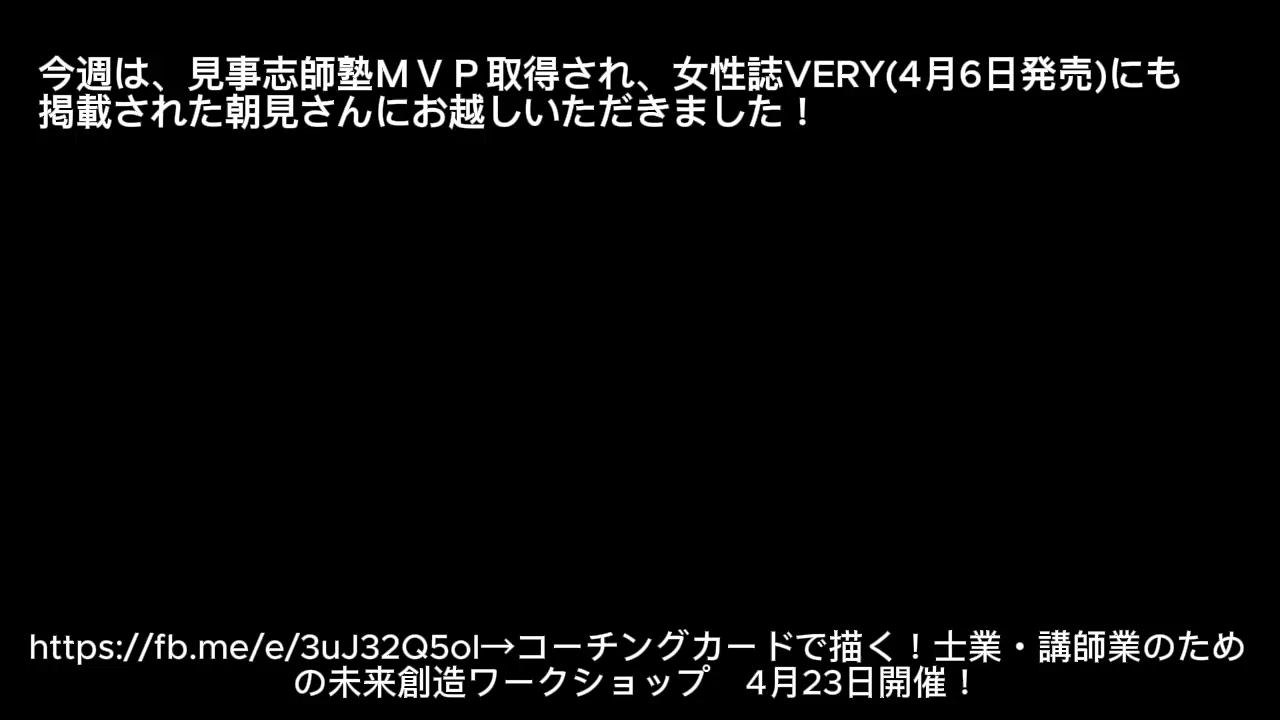 今週は、見事志師塾ＭＶＰ取得され、女性誌VERY(4月6日発売)にも
掲載された朝見さんにお越しいただきました！
https://fb.me/e/3uJ32Q5oI→コーチングカードで描く！士業・講師業のため
の未来創造ワークショップ　4月23日開催！